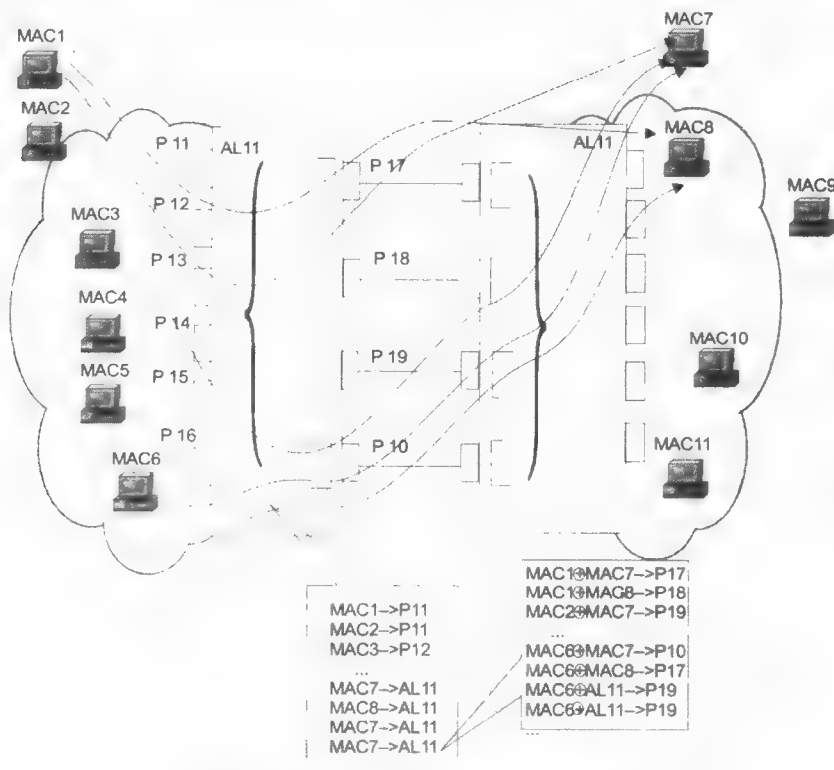 MAC1
MAC2
MAC3
MAC4
MAC5
MAC6
P 11
P 12
P 13
P 14
P 15
P 16
AL11
P 17
P 18
P 19
P 10
AL11
MAC7
MAC8
MAC9
MAC10
MAC11
MAC1->P11
MAC2->P11
MAC3->P12
...
MAC7->AL11
MAC8->AL11
MAC7->AL11
MAC7->AL11
MAC1⊕MAC7->P17
MAC1⊕MAC8->P18
MAC2⊕MAC7->P19
...
MAC6⊕MAC7->P10
MAC6⊕MAC8->P17
MAC6⊕AL11->P19
MAC6⊕AL11->P19
...